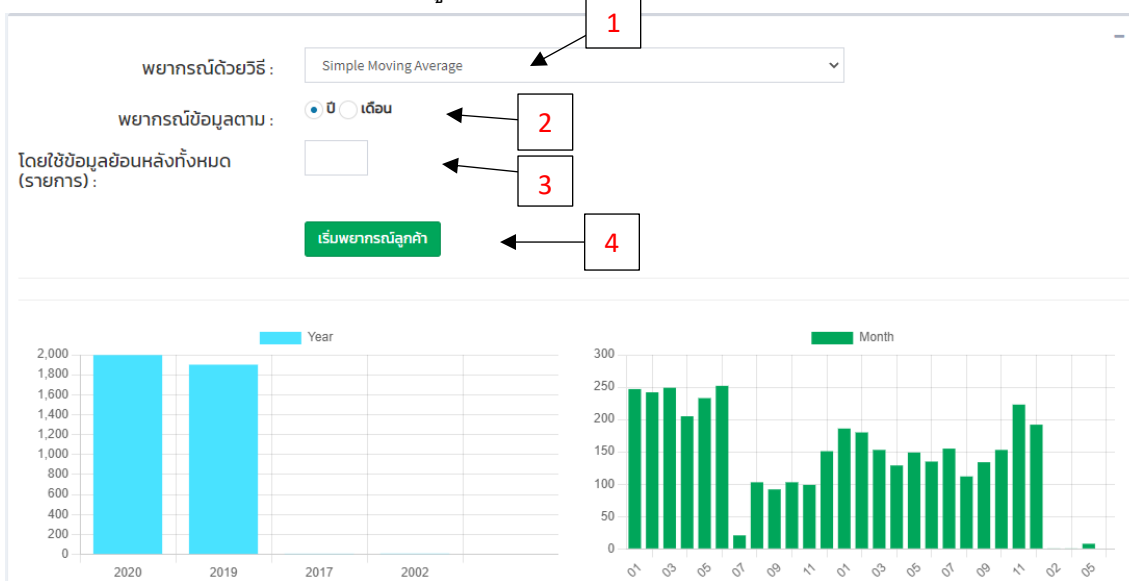 1
พยากรณ์ด้วยวิธี :
Simple Moving Average
พยากรณ์ข้อมูลตาม :
ปี เดือน
2
โดยใช้ข้อมูลย้อนหลังทั้งหมด
(รายการ) :
3
เริ่มพยากรณ์ลูกค้า
4
Year
2,000
1,800
1,600
1,400
1,200
1,000
800
600
400
200
0
2020 2019 2017 2002
Month
300
250
200
150
100
50
0
01 03 05 07 09 11 01 03 05 07 09 11 02 05